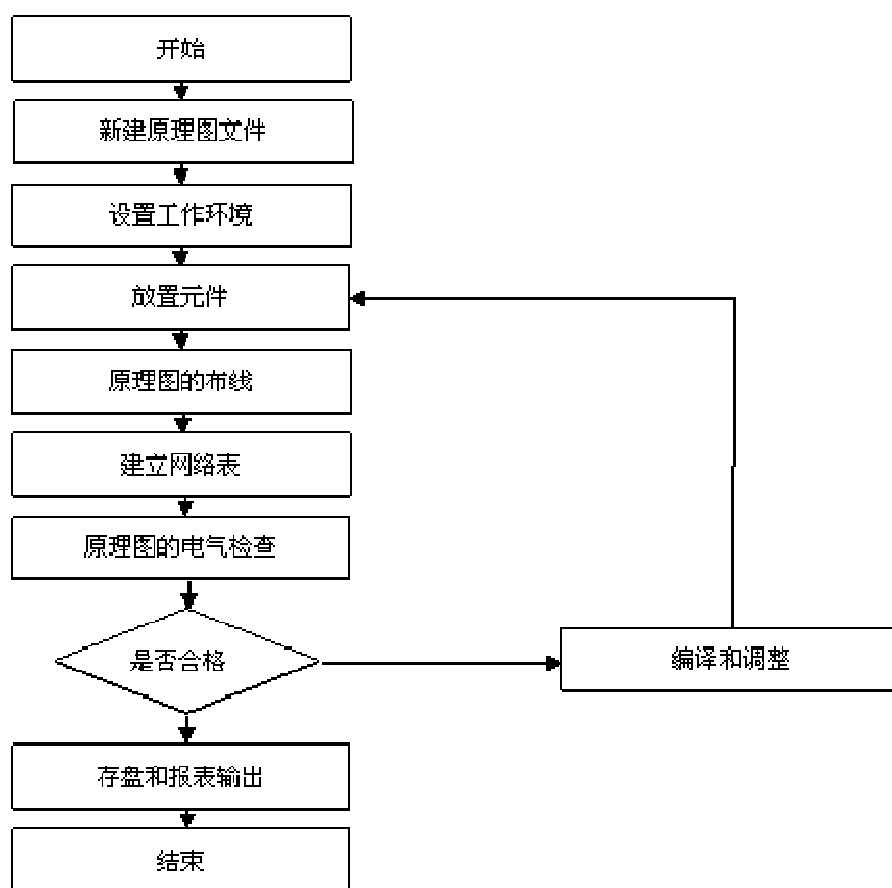 开始
新建原理图文件
设置工作环境
放置元件
原理图的布线
建立网络表
原理图的电气检查
是否合格
编译和调整
存盘和报表输出
结束